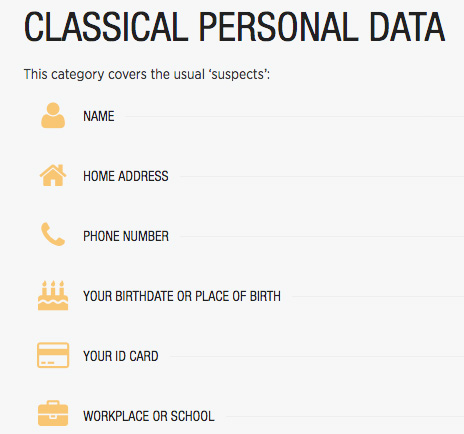 CLASSICAL PERSONAL DATA
This category covers the usual ‘suspects’:
NAME
HOME ADDRESS
PHONE NUMBER
YOUR BIRTHDATE OR PLACE OF BIRTH
YOUR ID CARD
WORKPLACE OR SCHOOL